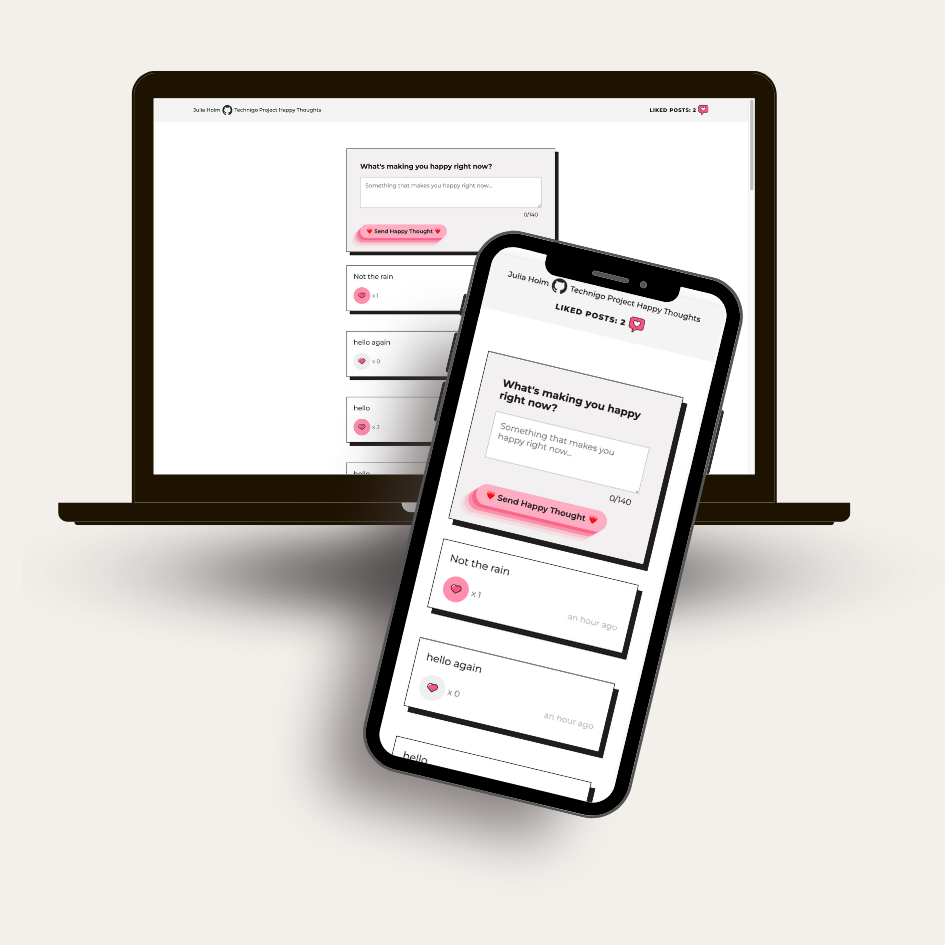 Julia Holm Technigo Project Happy Thoughts
LIKED POSTS: 2
What's making you happy right now?
Something that makes you happy right now...
0/140
Send Happy Thought
Not the rain
x 1
hello again
x 0
hello
x 3
hello
Julia Holm Technigo Project Happy Thoughts
LIKED POSTS: 2
What's making you happy
right now?
Something that makes you
happy right now...
0/140
Send Happy Thought
Not the rain
x 1
an hour ago
hello again
x 0
an hour ago
hello